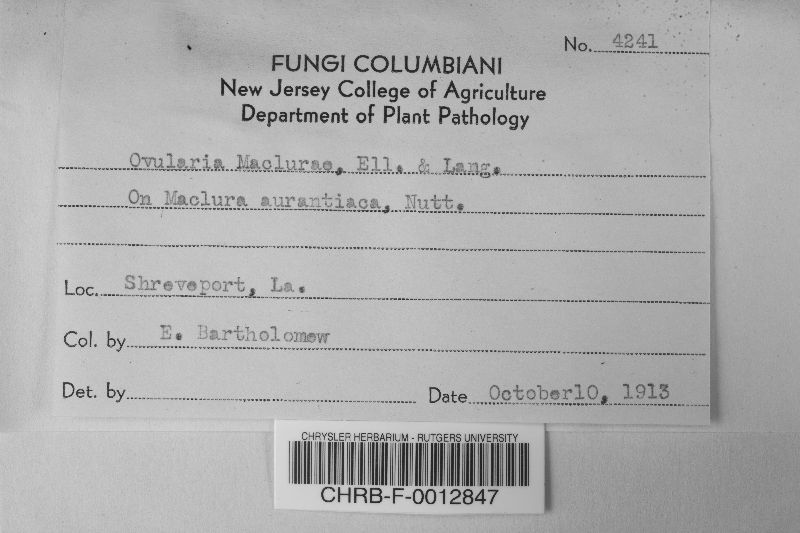 No. 4241
FUNGI COLUMBIANI
New Jersey College of Agriculture
Department of Plant Pathology
Ovularia Maclurae, Ell. & Lang.
On Maclura aurantiaca, Nutt.
Loc. Shreveport, La.
Col. by E. Bartholomew
Det. by Date October10, 1913
CHRYSLER HERBARIUM - RUTGERS UNIVERSITY
CHRB-F-0012847